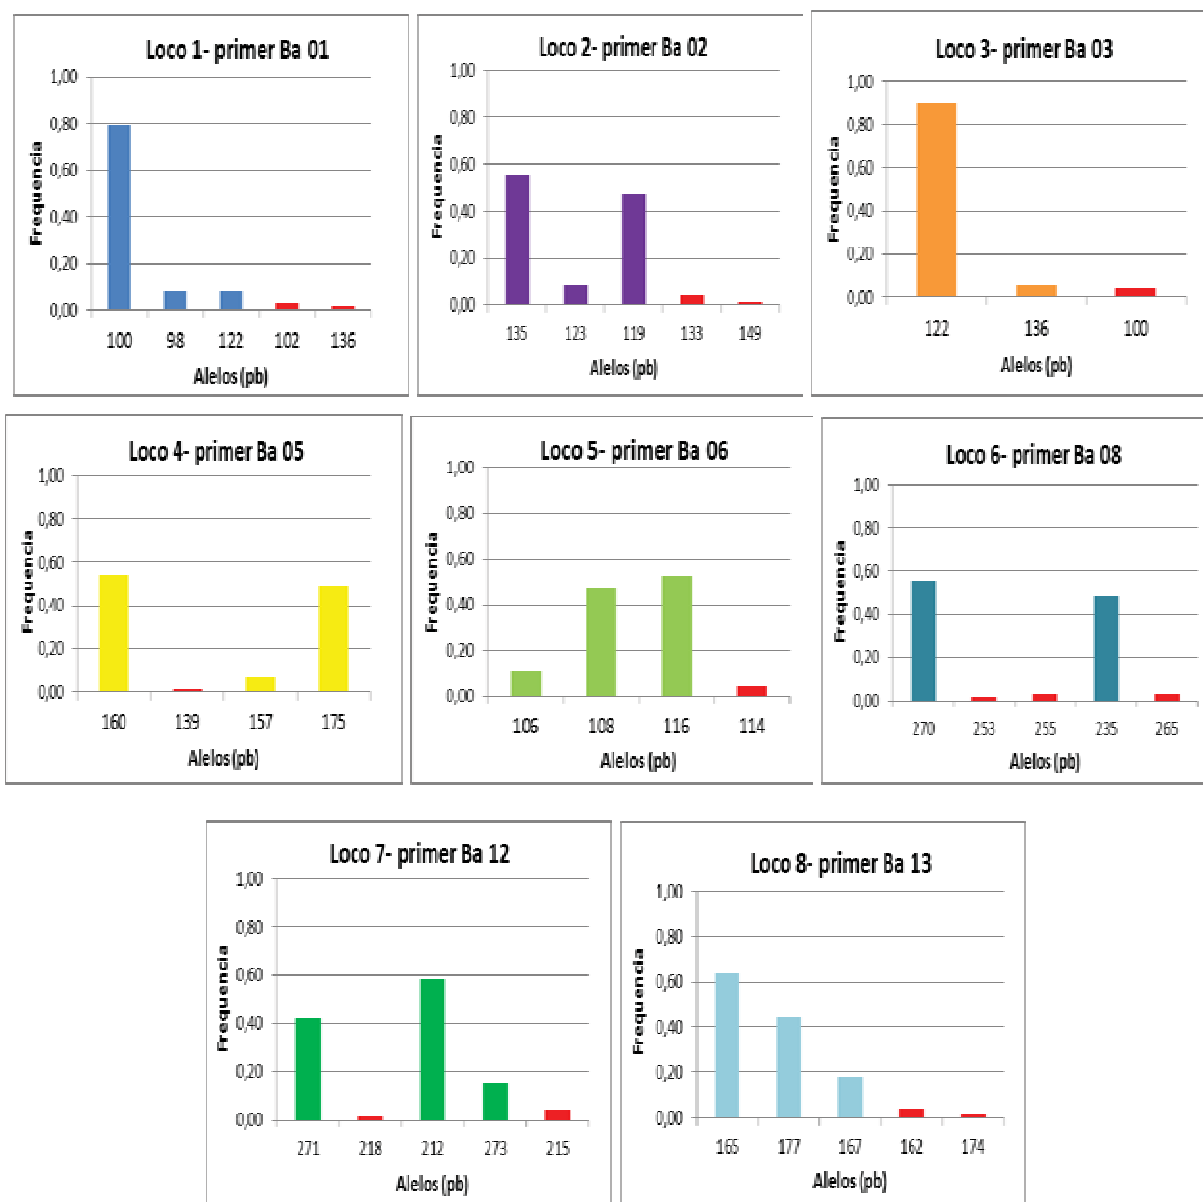 Loco 1- primer Ba 01
1,00
0,80
0,60
0,40
0,20
0,00
Frequencia
100 98 122 102 136
Alelos (pb)
Loco 2- primer Ba 02
1,00
0,80
0,60
0,40
0,20
0,00
Frequencia
135 123 119 133 149
Alelos (pb)
Loco 3- primer Ba 03
1,00
0,80
0,60
0,40
0,20
0,00
Frequencia
122 136 100
Alelos (pb)
Loco 4- primer Ba 05
1,00
0,80
0,60
0,40
0,20
0,00
Frequencia
160 139 157 175
Alelos (pb)
Loco 5- primer Ba 06
1,00
0,80
0,60
0,40
0,20
0,00
Frequencia
106 108 116 114
Alelos (pb)
Loco 6- primer Ba 08
1,00
0,80
0,60
0,40
0,20
0,00
Frequencia
270 253 255 235 265
Alelos (pb)
Loco 7- primer Ba 12
1,00
0,80
0,60
0,40
0,20
0,00
Frequencia
271 218 212 273 215
Alelos (pb)
Loco 8- primer Ba 13
1,00
0,80
0,60
0,40
0,20
0,00
Frequencia
165 177 167 162 174
Alelos (pb)